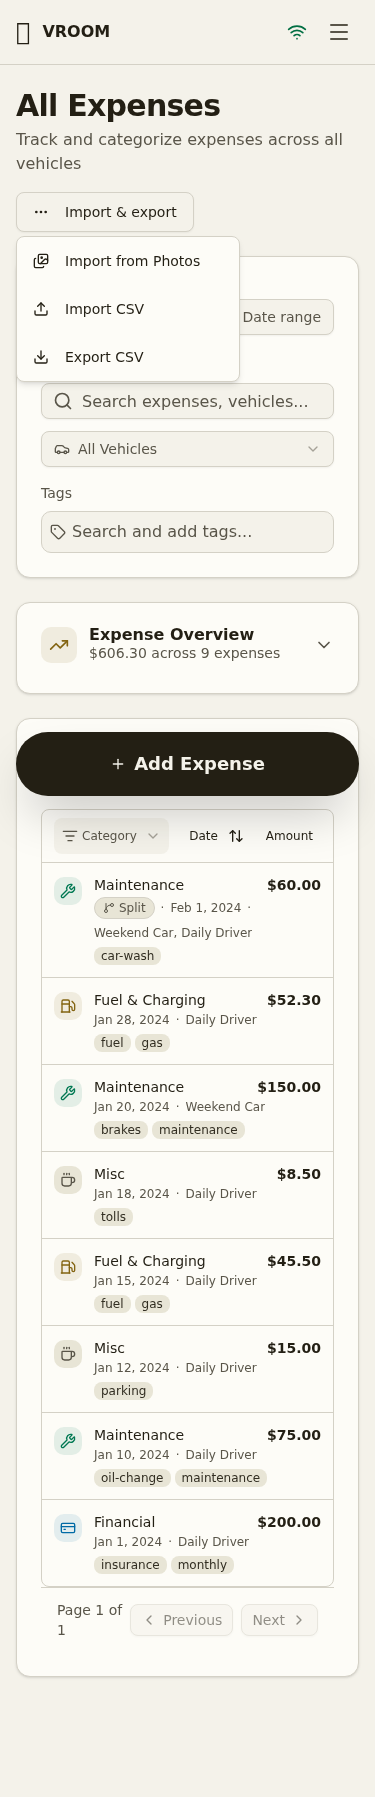 VROOM
All Expenses
Track and categorize expenses across all
vehicles
Import & export
Import from Photos
Import CSV
Export CSV
Date range
Search expenses, vehicles...
All Vehicles
Tags
Search and add tags...
Expense Overview
$606.30 across 9 expenses
Add Expense
Category Date Amount
Maintenance $60.00
Split · Feb 1, 2024 ·
Weekend Car, Daily Driver
car-wash
Fuel & Charging $52.30
Jan 28, 2024 · Daily Driver
fuel gas
Maintenance $150.00
Jan 20, 2024 · Weekend Car
brakes maintenance
Misc $8.50
Jan 18, 2024 · Daily Driver
tolls
Fuel & Charging $45.50
Jan 15, 2024 · Daily Driver
fuel gas
Misc $15.00
Jan 12, 2024 · Daily Driver
parking
Maintenance $75.00
Jan 10, 2024 · Daily Driver
oil-change maintenance
Financial $200.00
Jan 1, 2024 · Daily Driver
insurance monthly
Page 1 of
1
Previous
Next